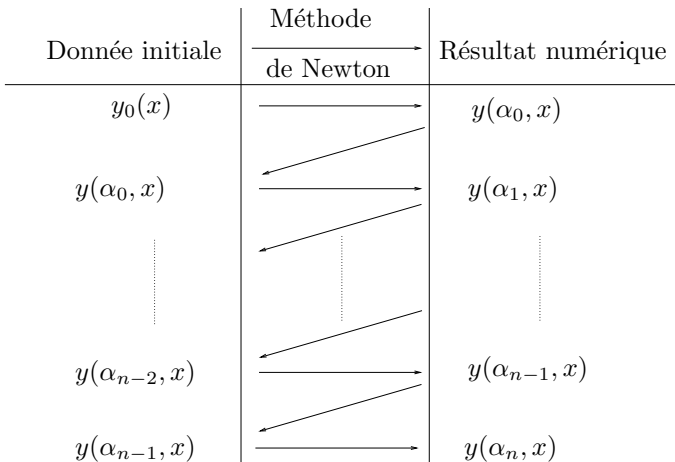 Méthode
Donnée initiale Résultat numérique
de Newton
y₀(x) y(α₀, x)
y(α₀, x) y(α₁, x)
y(αₙ₋₂, x) y(αₙ₋₁, x)
y(αₙ₋₁, x) y(αₙ, x)